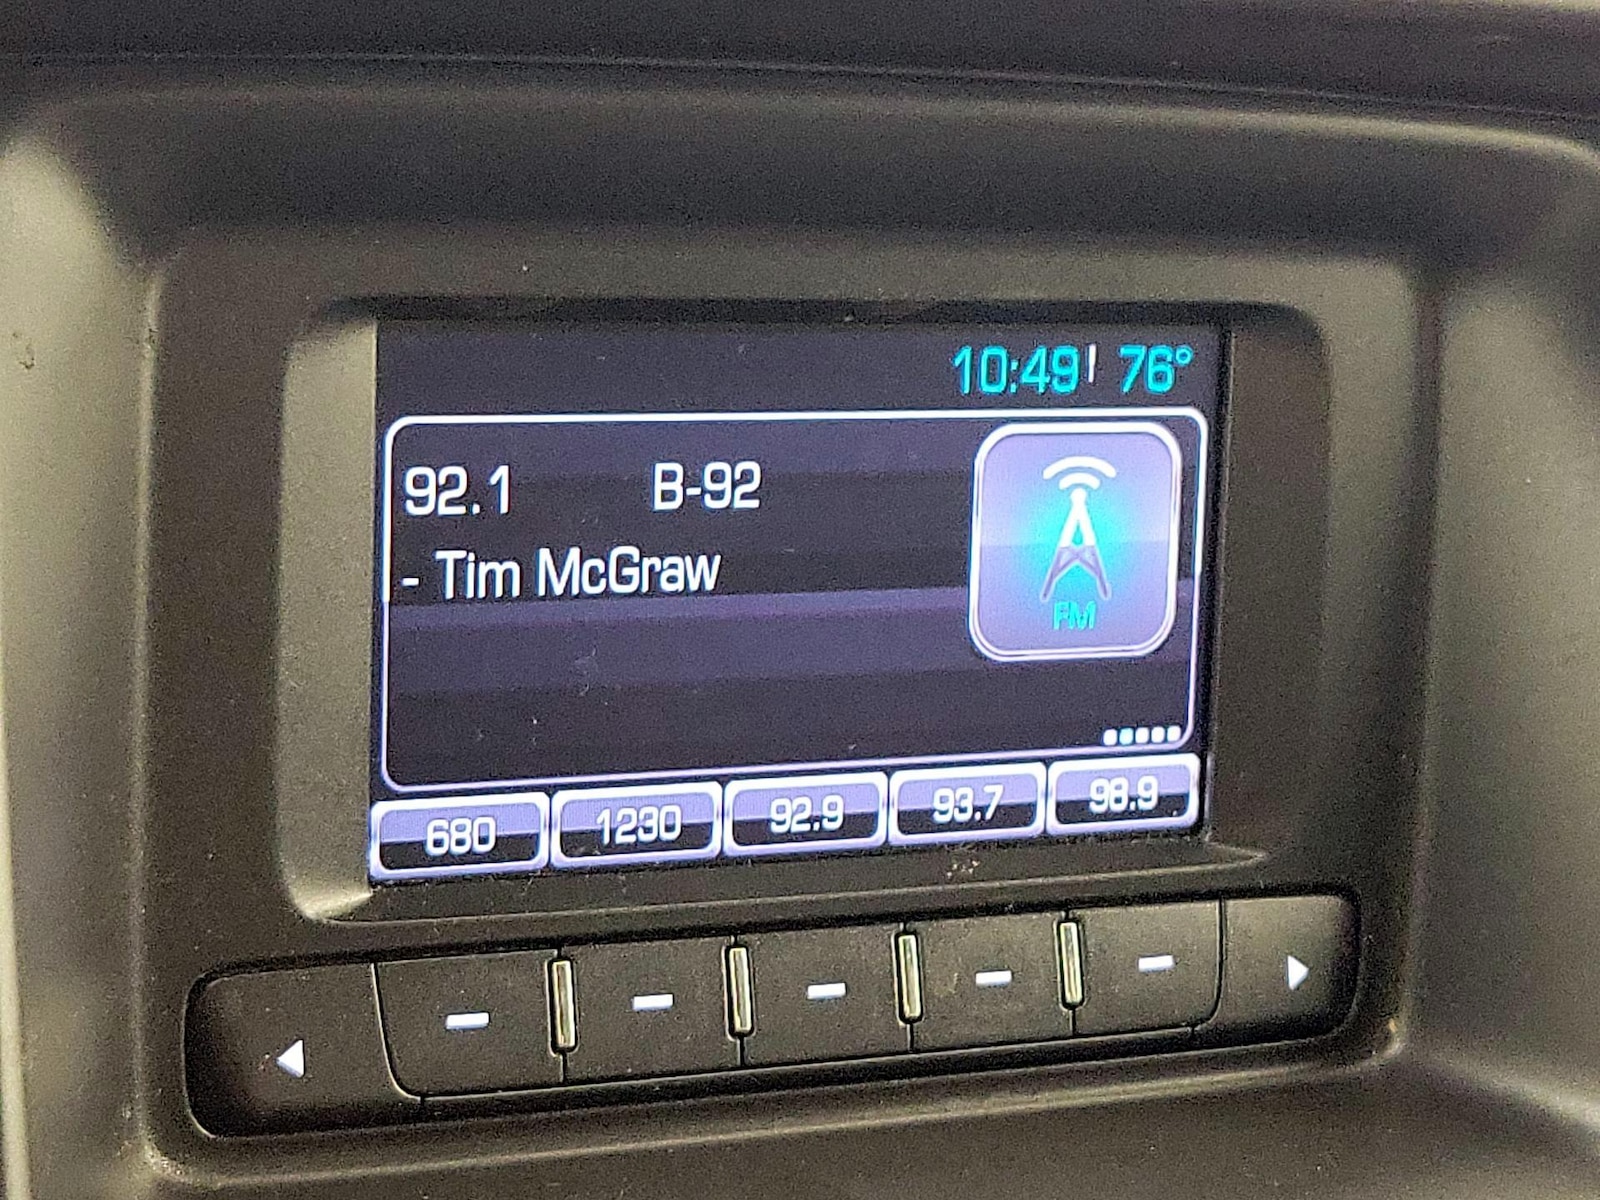 10:49 76°
92.1 B-92
- Tim McGraw
FM
680 1230 92.9 93.7 98.9